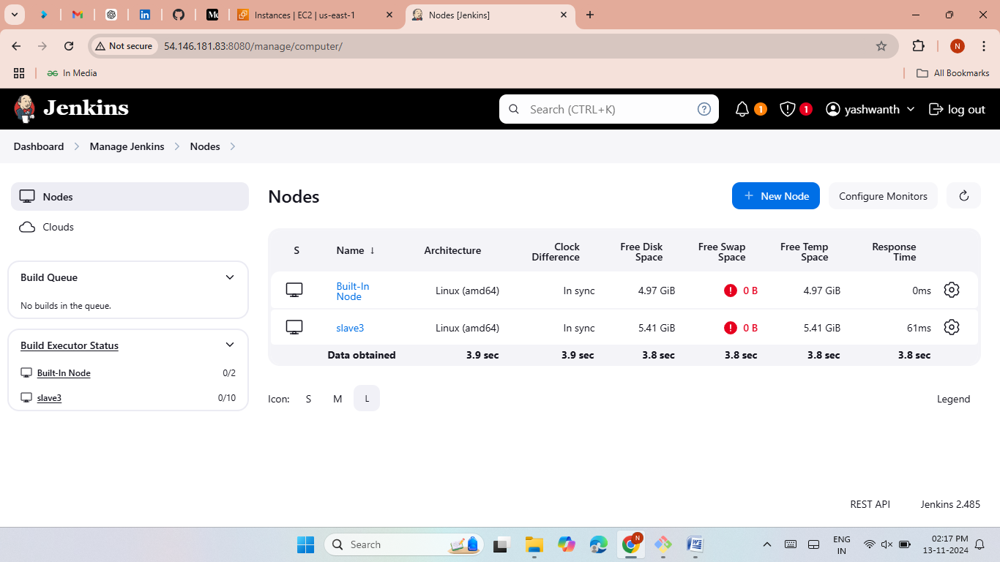 Instances | EC2 | us-east-1
Nodes [Jenkins]
Not secure
54.146.181.83:8080/manage/computer/
N
In Media
All Bookmarks
Jenkins
Search (CTRL+K)
1
1
yashwanth
log out
Dashboard
Manage Jenkins
Nodes
Nodes
Clouds
Build Queue
No builds in the queue.
Build Executor Status
Built-In Node 0/2
slave3 0/10
Nodes
+ New Node
Configure Monitors
S Name ↓ Architecture Clock Difference Free Disk Space Free Swap Space Free Temp Space Response Time
Built-In Node Linux (amd64) In sync 4.97 GiB 0 B 4.97 GiB 0ms
slave3 Linux (amd64) In sync 5.41 GiB 0 B 5.41 GiB 61ms
Data obtained 3.9 sec 3.9 sec 3.8 sec 3.8 sec 3.8 sec 3.8 sec
Icon: S M L
Legend
REST API
Jenkins 2.485
Search
N
ENG
IN
02:17 PM
13-11-2024